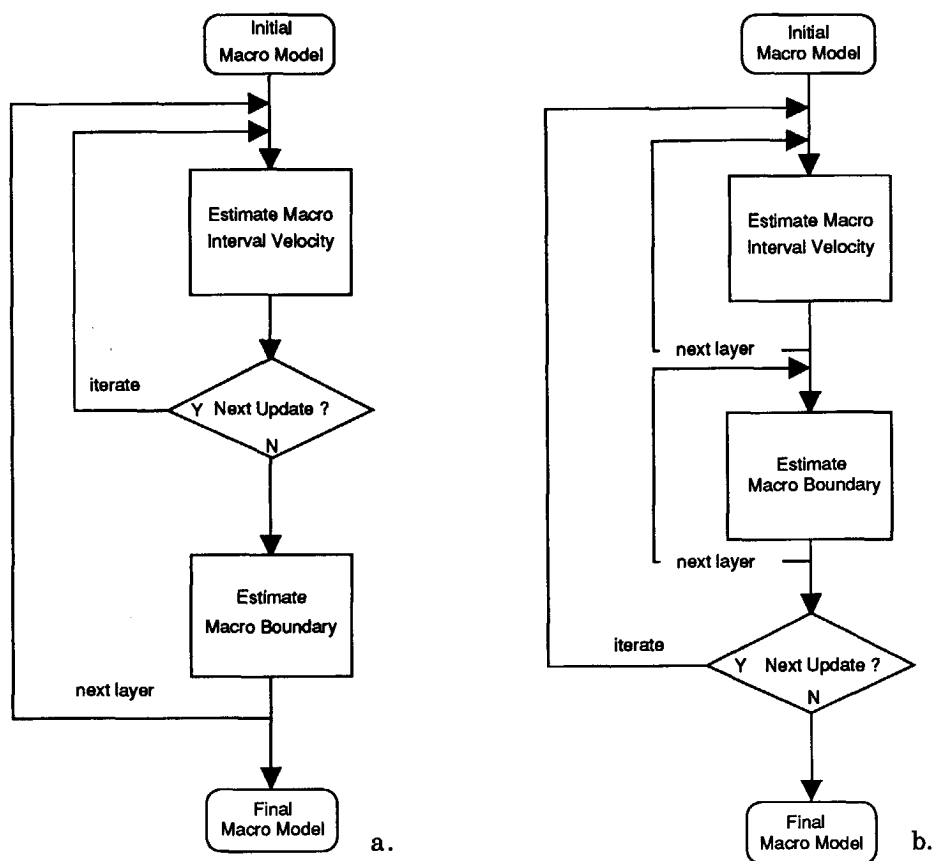 Initial
Macro Model
Estimate Macro
Interval Velocity
iterate
Y Next Update ?
N
Estimate
Macro Boundary
next layer
Final
Macro Model
a.
Initial
Macro Model
Estimate Macro
Interval Velocity
next layer
Estimate
Macro Boundary
next layer
iterate
Y Next Update ?
N
Final
Macro Model
b.